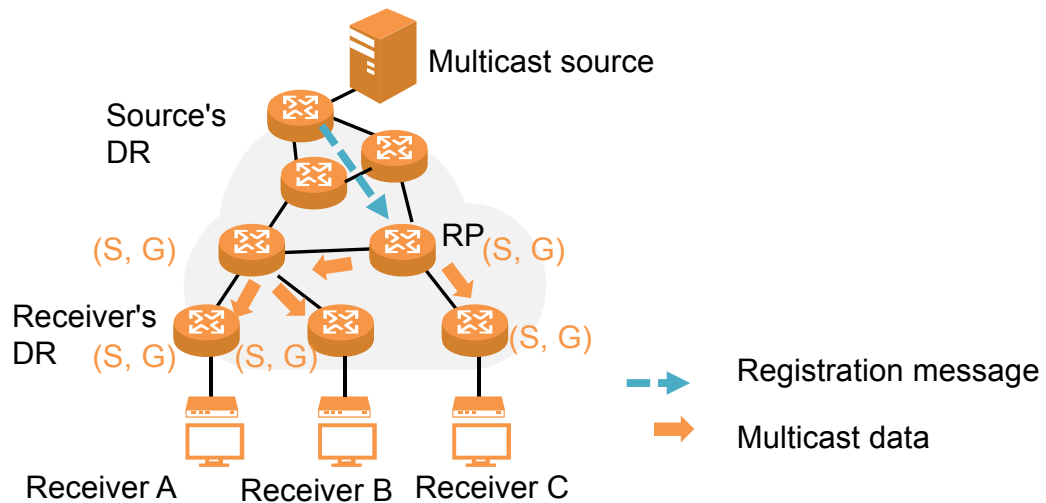 Multicast source
Source's
DR
RP
(S, G)
(S, G)
Receiver's
DR
(S, G)
(S, G)
(S, G)
Registration message
Multicast data
Receiver A
Receiver B
Receiver C